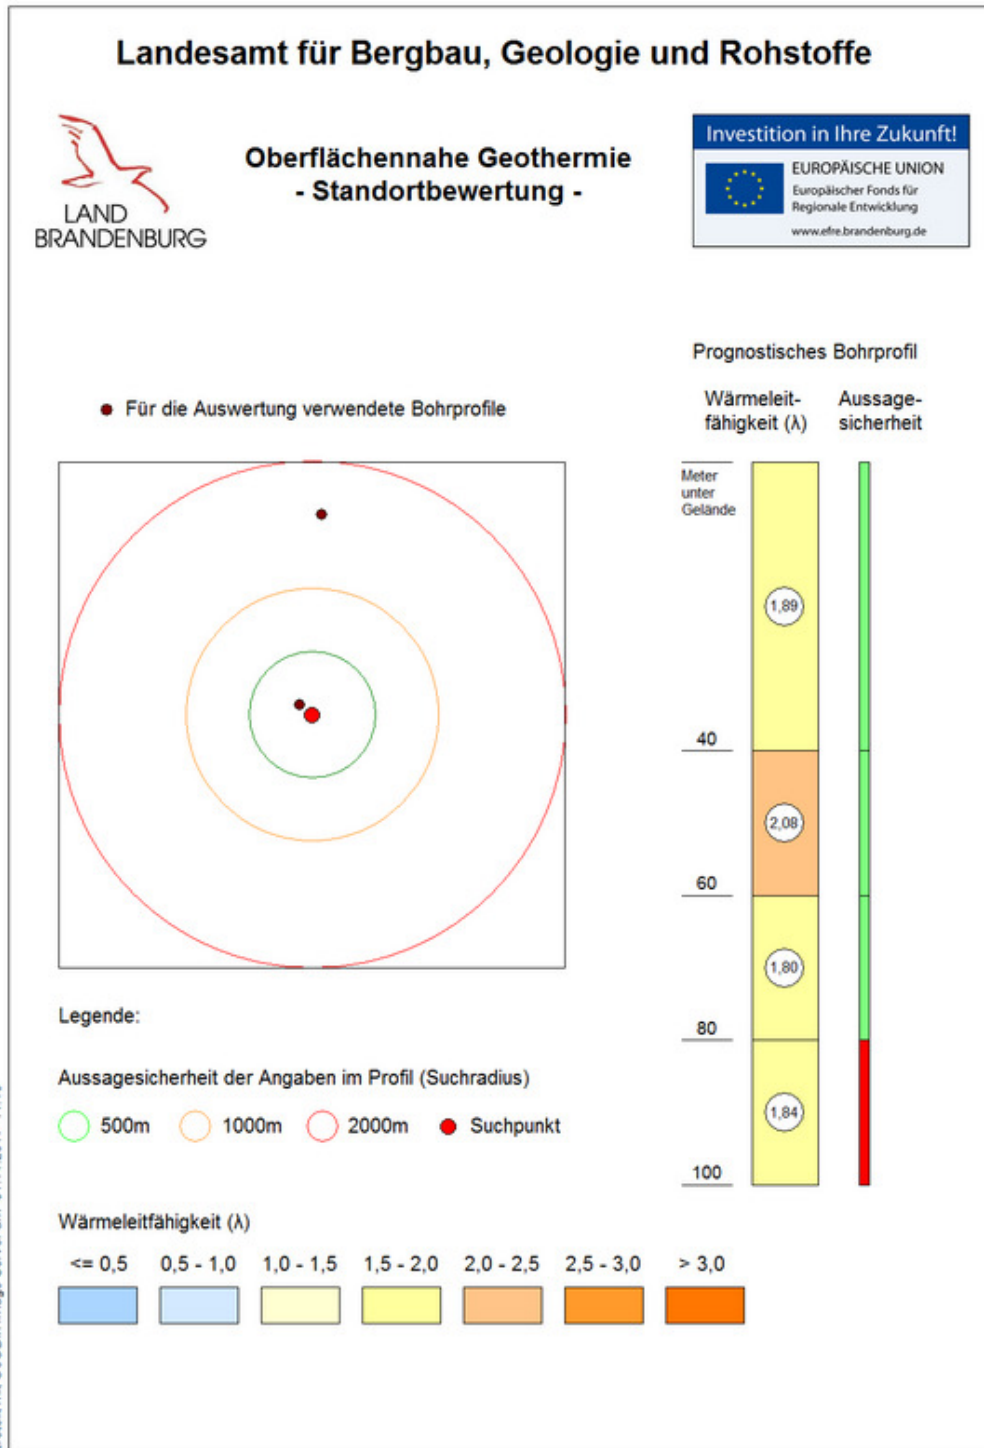 Landesamt für Bergbau, Geologie und Rohstoffe
LAND
BRANDENBURG
Oberflächennahe Geothermie
- Standortbewertung -
Investition in Ihre Zukunft!
EUROPÄISCHE UNION
Europäischer Fonds für
Regionale Entwicklung
www.efre.brandenburg.de
Für die Auswertung verwendete Bohrprofile
Prognostisches Bohrprofil
Wärmeleit-
fähigkeit (λ)
Aussage-
sicherheit
Meter
unter
Gelände
1,89
40
2,08
60
1,80
80
1,84
100
Legende:
Aussagesicherheit der Angaben im Profil (Suchradius)
500m 1000m 2000m Suchpunkt
Wärmeleitfähigkeit (λ)
<= 0,5 0,5 - 1,0 1,0 - 1,5 1,5 - 2,0 2,0 - 2,5 2,5 - 3,0 > 3,0